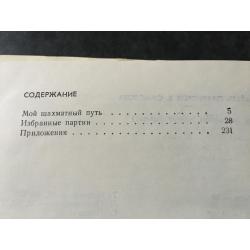 СОДЕРЖАНИЕ
Мой шахматный путь . . . . . . . . . 5
Избранные партии . . . . . . . . . 28
Приложения . . . . . . . . . . . 231